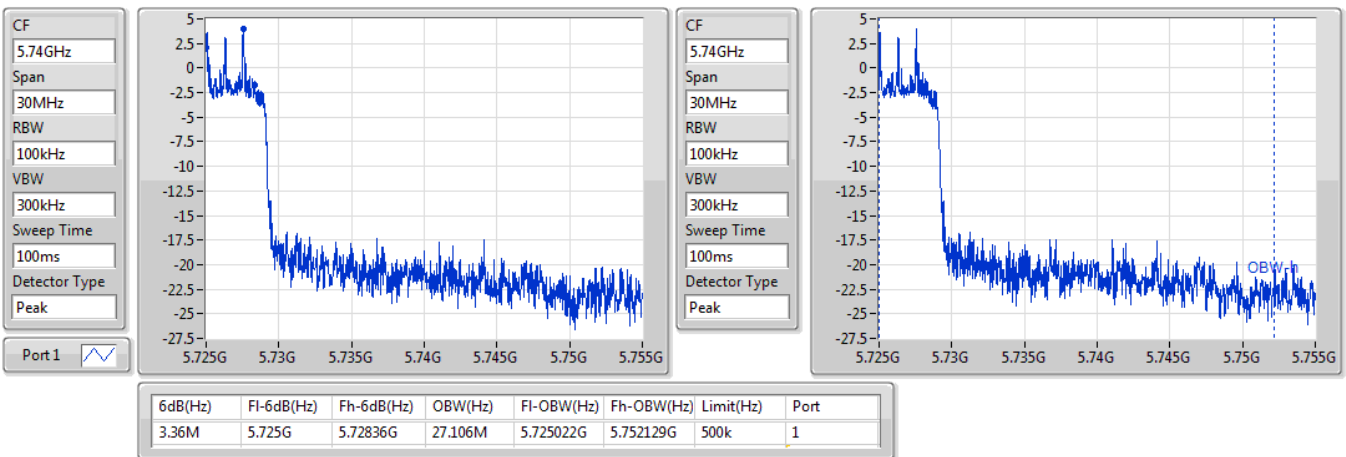 CF
5.74GHz
Span
30MHz
RBW
100kHz
VBW
300kHz
Sweep Time
100ms
Detector Type
Peak
Port 1
5
2.5
0
-2.5
-5
-7.5
-10
-12.5
-15
-17.5
-20
-22.5
-25
-27.5
5.725G 5.73G 5.735G 5.74G 5.745G 5.75G 5.755G
CF
5.74GHz
Span
30MHz
RBW
100kHz
VBW
300kHz
Sweep Time
100ms
Detector Type
Peak
5
2.5
0
-2.5
-5
-7.5
-10
-12.5
-15
-17.5
-20
-22.5
-25
-27.5
OBW-h
5.725G 5.73G 5.735G 5.74G 5.745G 5.75G 5.755G
6dB(Hz) Fl-6dB(Hz) Fh-6dB(Hz) OBW(Hz) Fl-OBW(Hz) Fh-OBW(Hz) Limit(Hz) Port
3.36M 5.725G 5.72836G 27.106M 5.725022G 5.752129G 500k 1